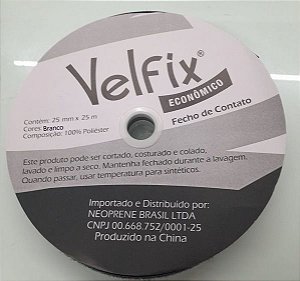 Velfix®
ECONÔMICO
Fecho de Contato
Contém: 25 mm x 25 m
Cores: Branco
Composição: 100% Poliéster
Este produto pode ser cortado, costurado e colado,
lavado e limpo a seco. Mantenha fechado durante a lavagem.
Quando passar, usar temperatura para sintéticos.
Importado e Distribuido por:
NEOPRENE BRASIL LTDA
CNPJ 00.668.752/0001-25
Produzido na China